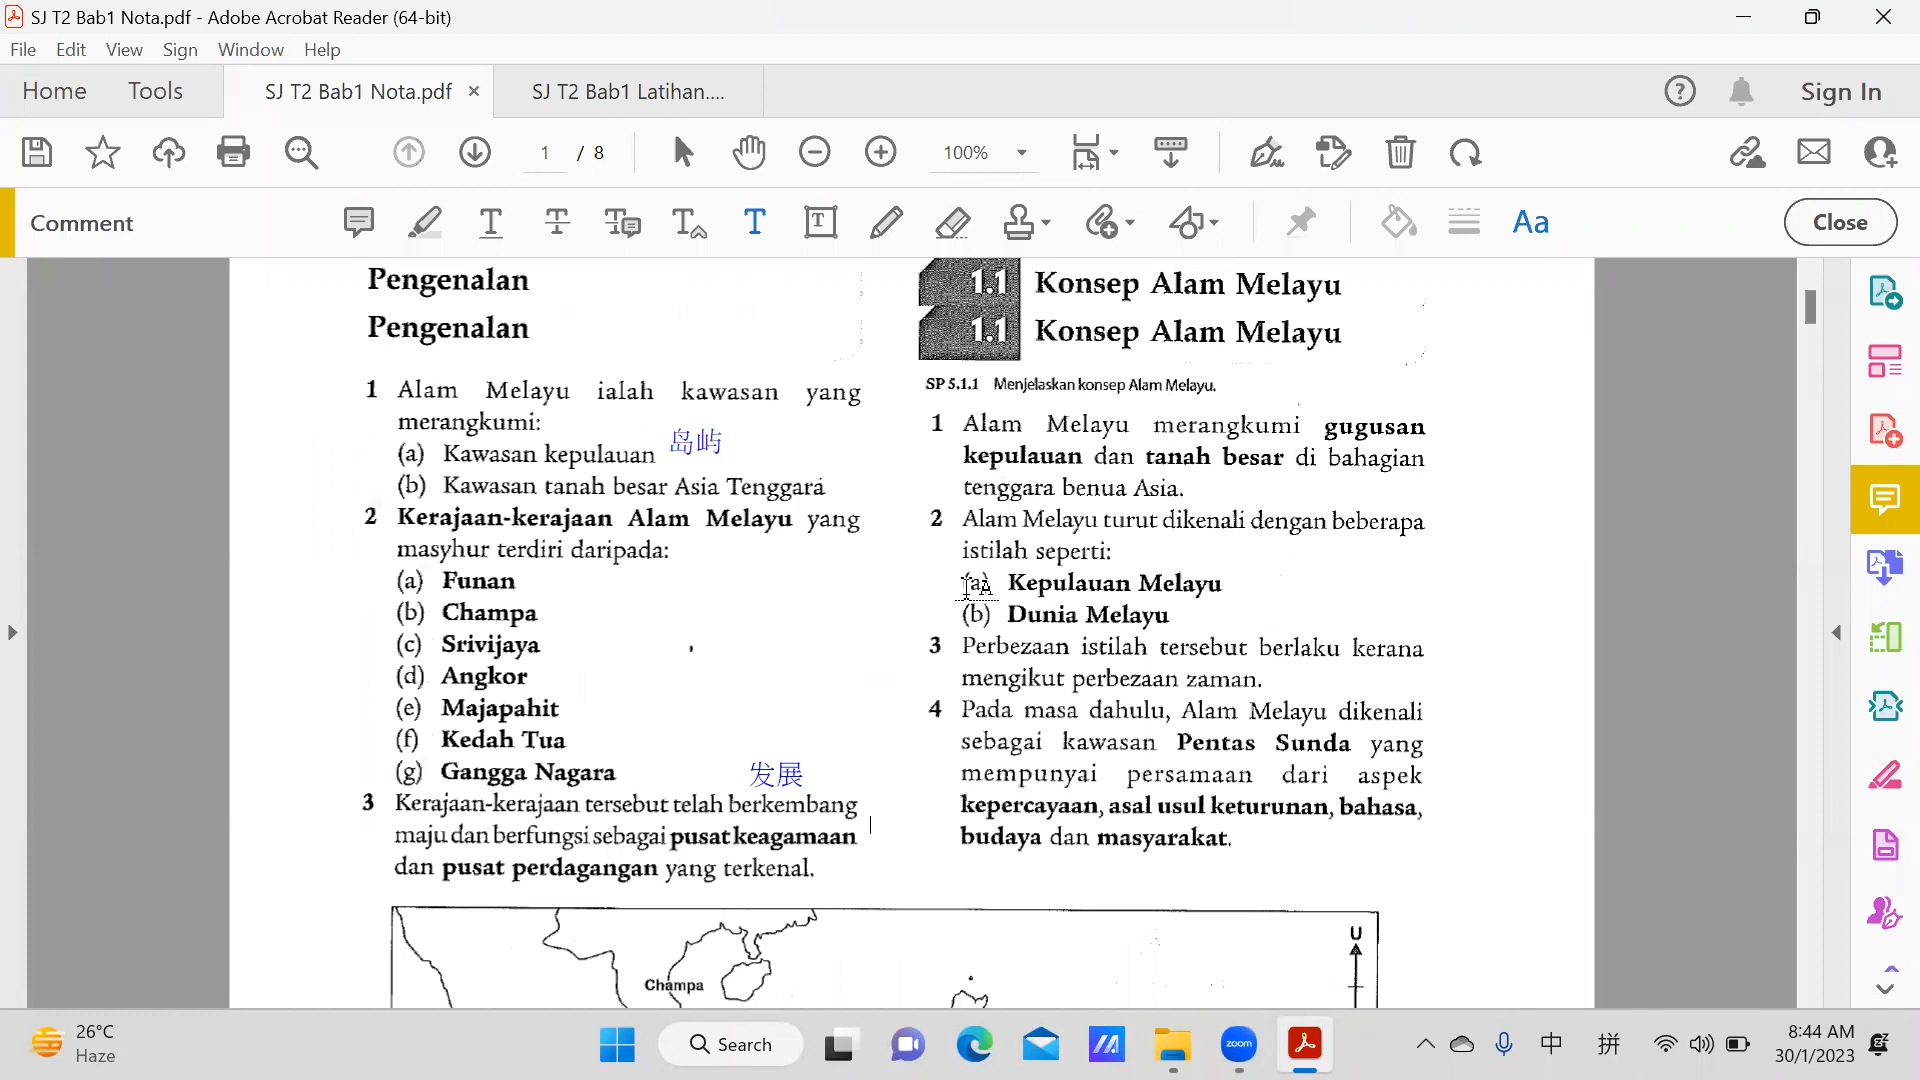 SJ T2 Bab1 Nota.pdf - Adobe Acrobat Reader (64-bit)
File Edit View Sign Window Help
Home Tools SJ T2 Bab1 Nota.pdf × SJ T2 Bab1 Latihan.... Sign In
1 / 8 100%
Comment Aa Close
Pengenalan
Pengenalan
1 Alam Melayu ialah kawasan yang
merangkumi:
岛屿
(a) Kawasan kepulauan
(b) Kawasan tanah besar Asia Tenggara
2 Kerajaan-kerajaan Alam Melayu yang
masyhur terdiri daripada:
(a) Funan
(b) Champa
(c) Srivijaya
(d) Angkor
(e) Majapahit
(f) Kedah Tua
(g) Gangga Nagara
发展
3 Kerajaan-kerajaan tersebut telah berkembang
maju dan berfungsi sebagai pusat keagamaan
dan pusat perdagangan yang terkenal.
1.1 Konsep Alam Melayu
1.1 Konsep Alam Melayu
SP 5.1.1 Menjelaskan konsep Alam Melayu.
1 Alam Melayu merangkumi gugusan
kepulauan dan tanah besar di bahagian
tenggara benua Asia.
2 Alam Melayu turut dikenali dengan beberapa
istilah seperti:
(a) Kepulauan Melayu
(b) Dunia Melayu
3 Perbezaan istilah tersebut berlaku kerana
mengikut perbezaan zaman.
4 Pada masa dahulu, Alam Melayu dikenali
sebagai kawasan Pentas Sunda yang
mempunyai persamaan dari aspek
kepercayaan, asal usul keturunan, bahasa,
budaya dan masyarakat.
U
Champa
26°C
Haze
Search
zoom
中 拼
8:44 AM
30/1/2023